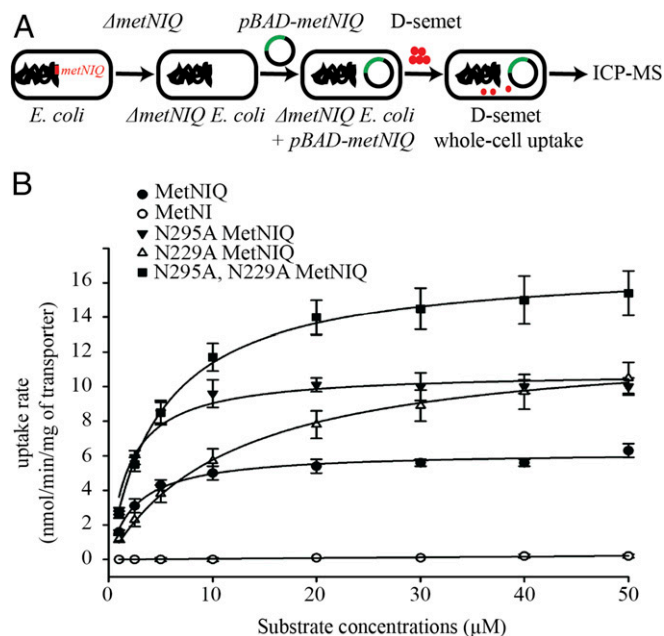 A
ΔmetNIQ pBAD-metNIQ D-semet
metNIQ
ICP-MS
E. coli ΔmetNIQ E. coli ΔmetNIQ E. coli D-semet
+ pBAD-metNIQ whole-cell uptake
B
MetNIQ
MetNI
N295A MetNIQ
N229A MetNIQ
N295A, N229A MetNIQ
16
14
12
10
8
6
4
2
0
uptake rate
(nmol/min/mg of transporter)
0 10 20 30 40 50
Substrate concentrations (μM)